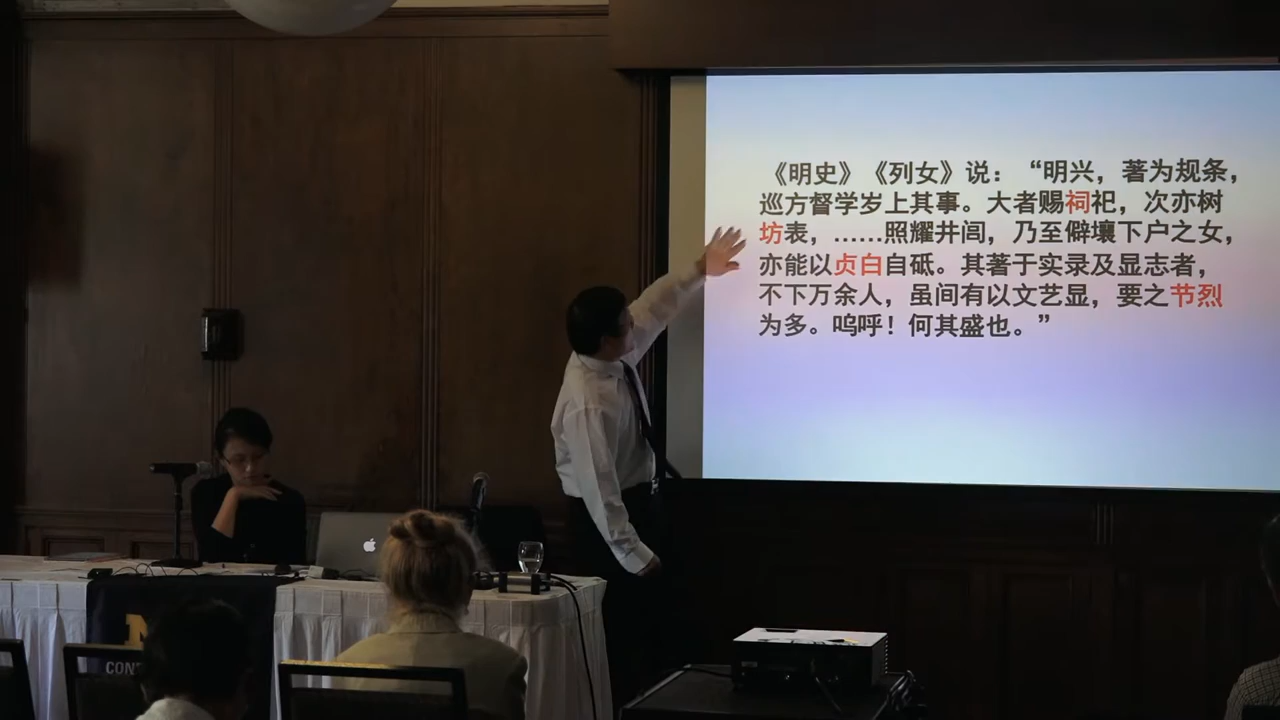 《明史》《列女》说：“明兴，著为规条，
巡方督学岁上其事。大者赐祠祀，次亦树
坊表，……照耀井闾，乃至僻壤下户之女，
亦能以贞白自砥。其著于实录及显志者，
不下万余人，虽间有以文艺显，要之节烈
为多。呜呼！何其盛也。”